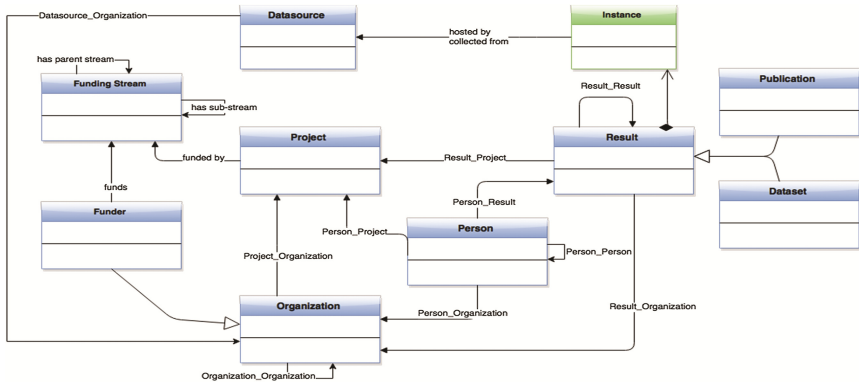 Datasource_Organization
Datasource
Instance
hosted by
collected from
has parent stream
Funding Stream
has sub-stream
Result_Result
Publication
Project
Result
funded by
Result_Project
funds
Dataset
Person_Result
Funder
Person
Person_Project
Person_Person
Project_Organization
Organization
Person_Organization
Result_Organization
Organization_Organization